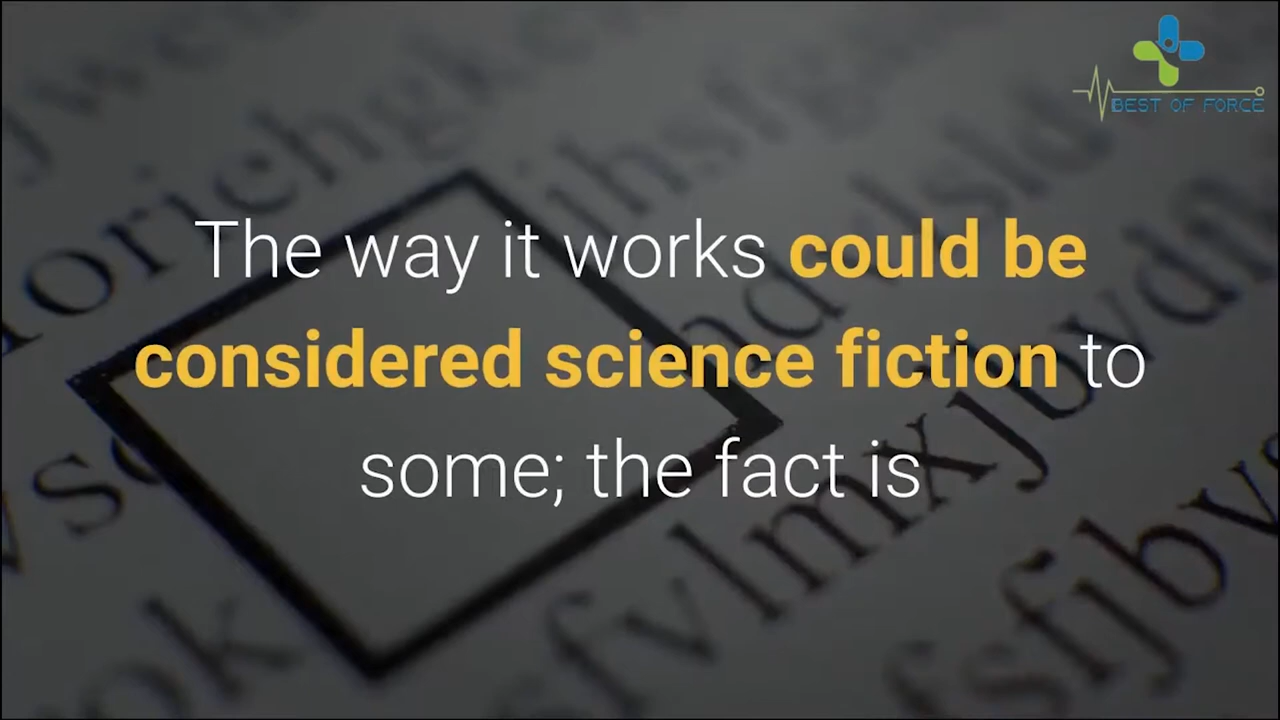 BEST OF FORCE
The way it works could be
considered science fiction to
some; the fact is